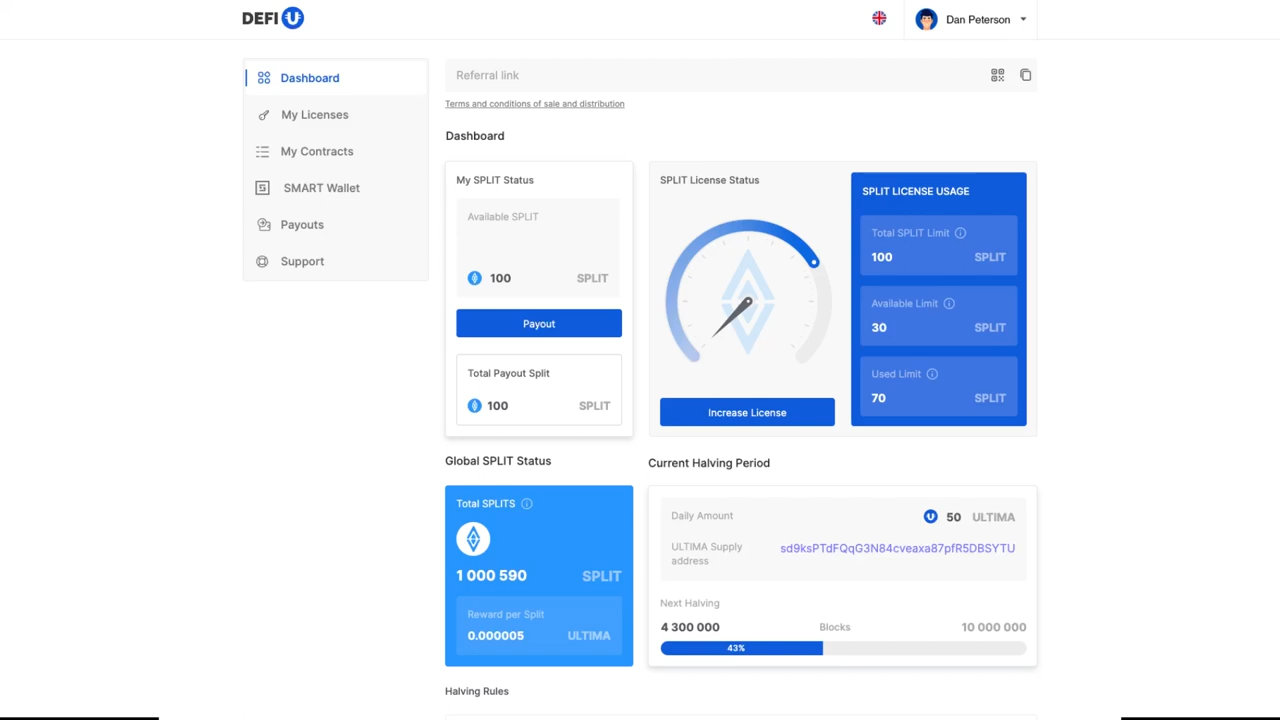 DEFI
Dan Peterson
Dashboard
My Licenses
My Contracts
SMART Wallet
Payouts
Support
Referral link
Terms and conditions of sale and distribution
Dashboard
My SPLIT Status
Available SPLIT
100 SPLIT
Payout
Total Payout Split
100 SPLIT
SPLIT License Status
Increase License
SPLIT LICENSE USAGE
Total SPLIT Limit
100 SPLIT
Available Limit
30 SPLIT
Used Limit
70 SPLIT
Global SPLIT Status
Total SPLITS
1 000 590 SPLIT
Reward per Split
0.000005 ULTIMA
Current Halving Period
Daily Amount 50 ULTIMA
ULTIMA Supply
address
sd9ksPTdFQqG3N84cveaxa87pfR5DBSYTU
Next Halving
4 300 000 Blocks 10 000 000
43%
Halving Rules